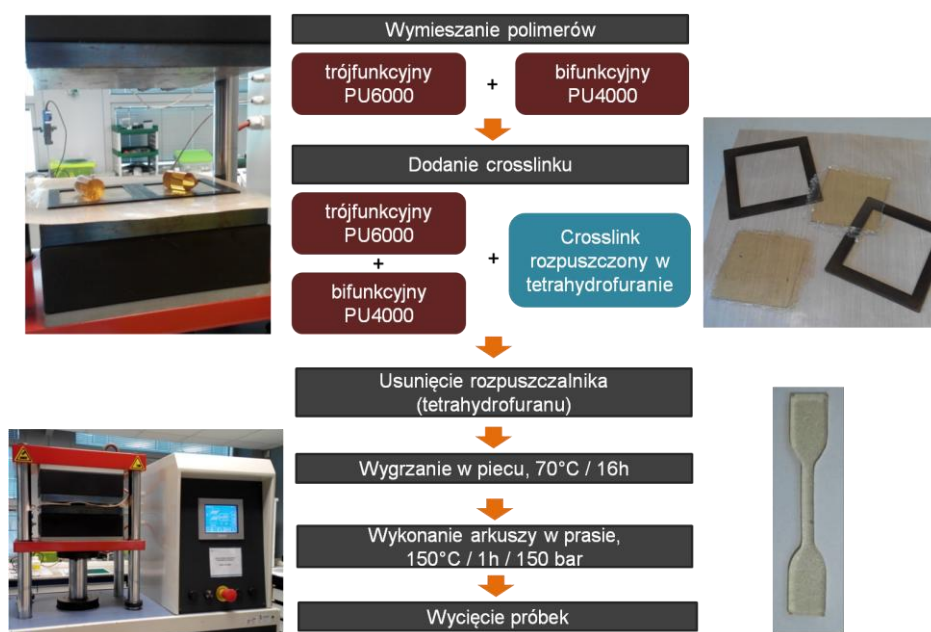 Wymieszanie polimerów
trójfunkcyjny
PU6000
+
bifunkcyjny
PU4000
Dodanie crosslinku
trójfunkcyjny
PU6000
+
bifunkcyjny
PU4000
+
Crosslink
rozpuszczony w
tetrahydrofuranie
Usunięcie rozpuszczalnika
(tetrahydrofuranu)
Wygrzanie w piecu, 70°C / 16h
Wykonanie arkuszy w prasie,
150°C / 1h / 150 bar
Wycięcie próbek